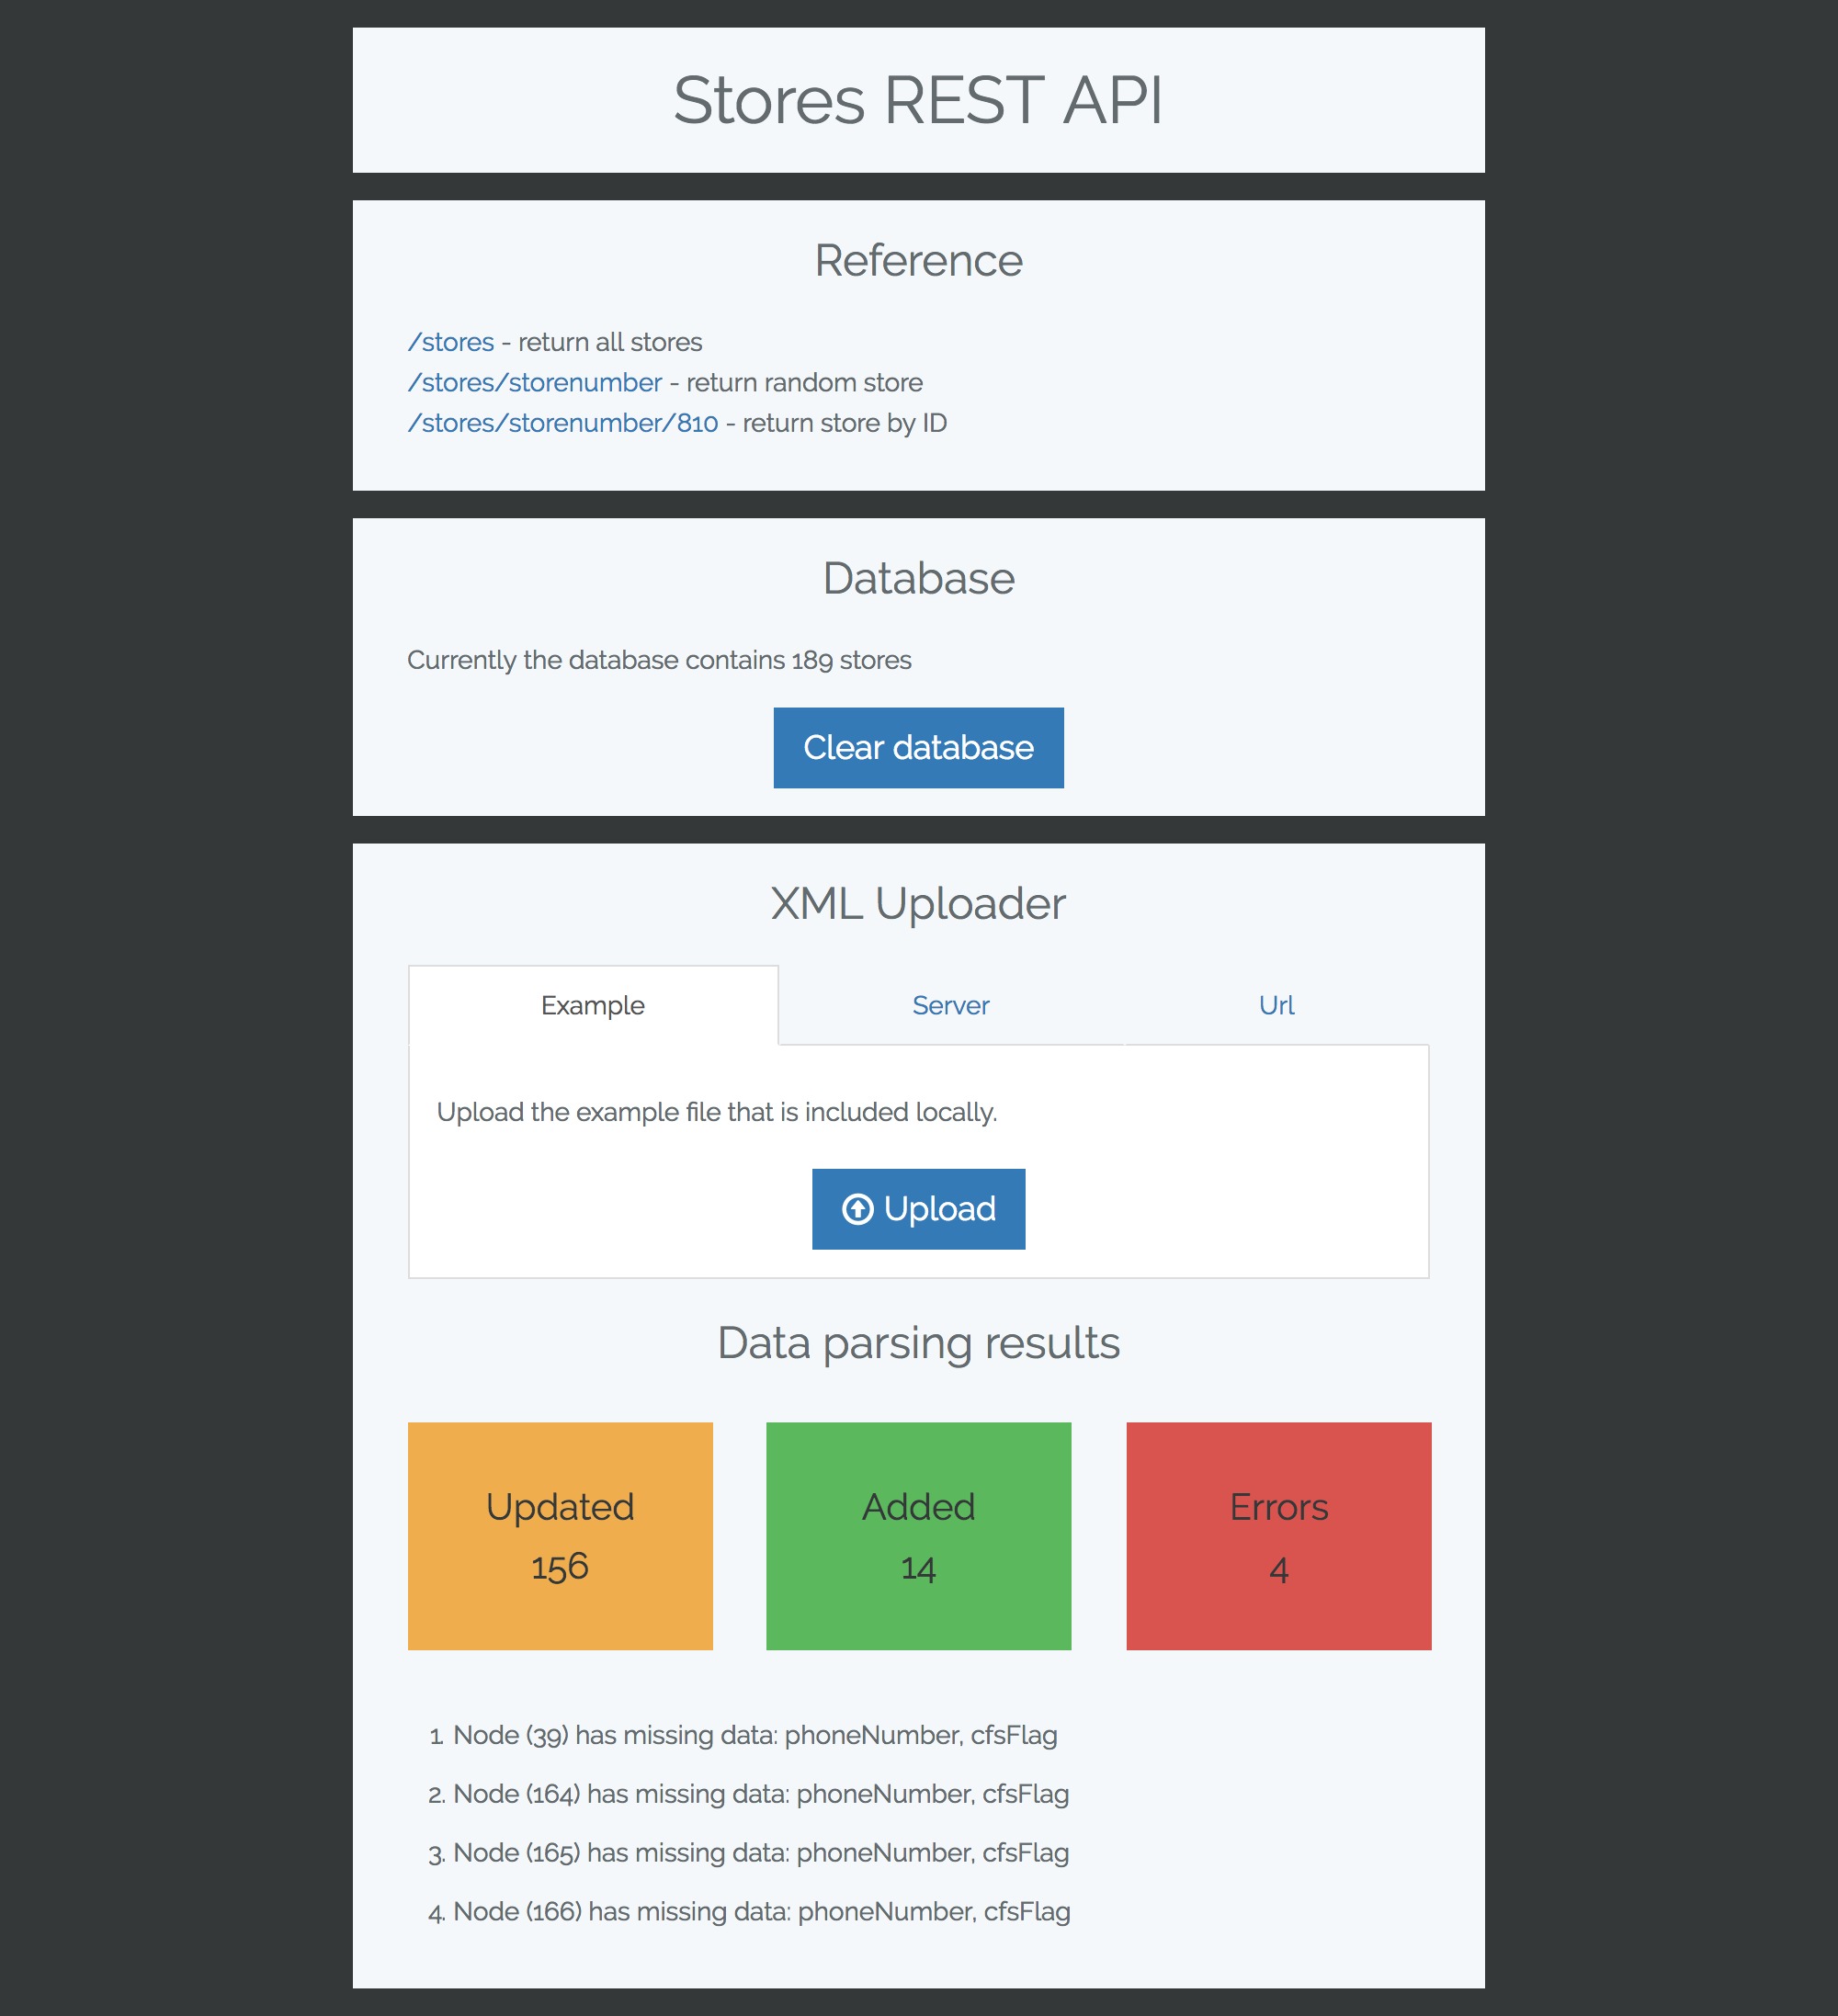 Stores REST API
Reference
/stores - return all stores
/stores/storenumber - return random store
/stores/storenumber/810 - return store by ID
Database
Currently the database contains 189 stores
Clear database
XML Uploader
Example Server Url
Upload the example file that is included locally.
Upload
Data parsing results
Updated Added Errors
156 14 4
1. Node (39) has missing data: phoneNumber, cfsFlag
2. Node (164) has missing data: phoneNumber, cfsFlag
3. Node (165) has missing data: phoneNumber, cfsFlag
4. Node (166) has missing data: phoneNumber, cfsFlag